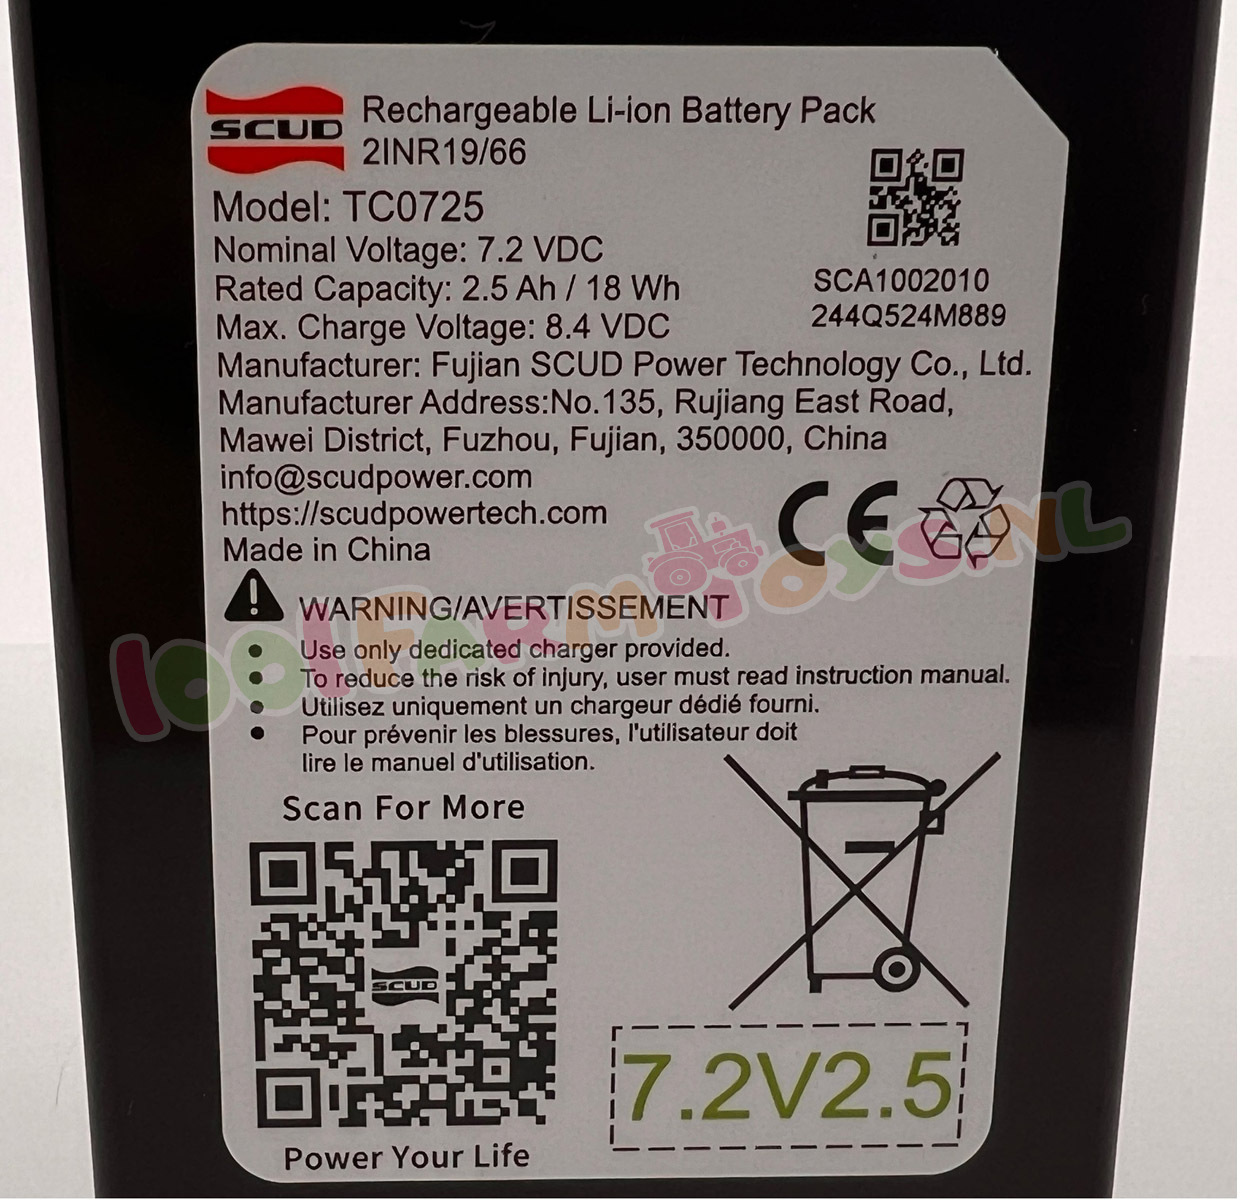 SCUD
Rechargeable Li-ion Battery Pack
2INR19/66
Model: TC0725
Nominal Voltage: 7.2 VDC
Rated Capacity: 2.5 Ah / 18 Wh
Max. Charge Voltage: 8.4 VDC
SCA1002010
244Q524M889
Manufacturer: Fujian SCUD Power Technology Co., Ltd.
Manufacturer Address:No.135, Rujiang East Road,
Mawei District, Fuzhou, Fujian, 350000, China
info@scudpower.com
https://scudpowertech.com
Made in China
CE
1001FARMTOYS.NL
WARNING/AVERTISSEMENT
• Use only dedicated charger provided.
• To reduce the risk of injury, user must read instruction manual.
• Utilisez uniquement un chargeur dédié fourni.
• Pour prévenir les blessures, l'utilisateur doit
lire le manuel d'utilisation.
Scan For More
SCUD
Power Your Life
7.2V2.5